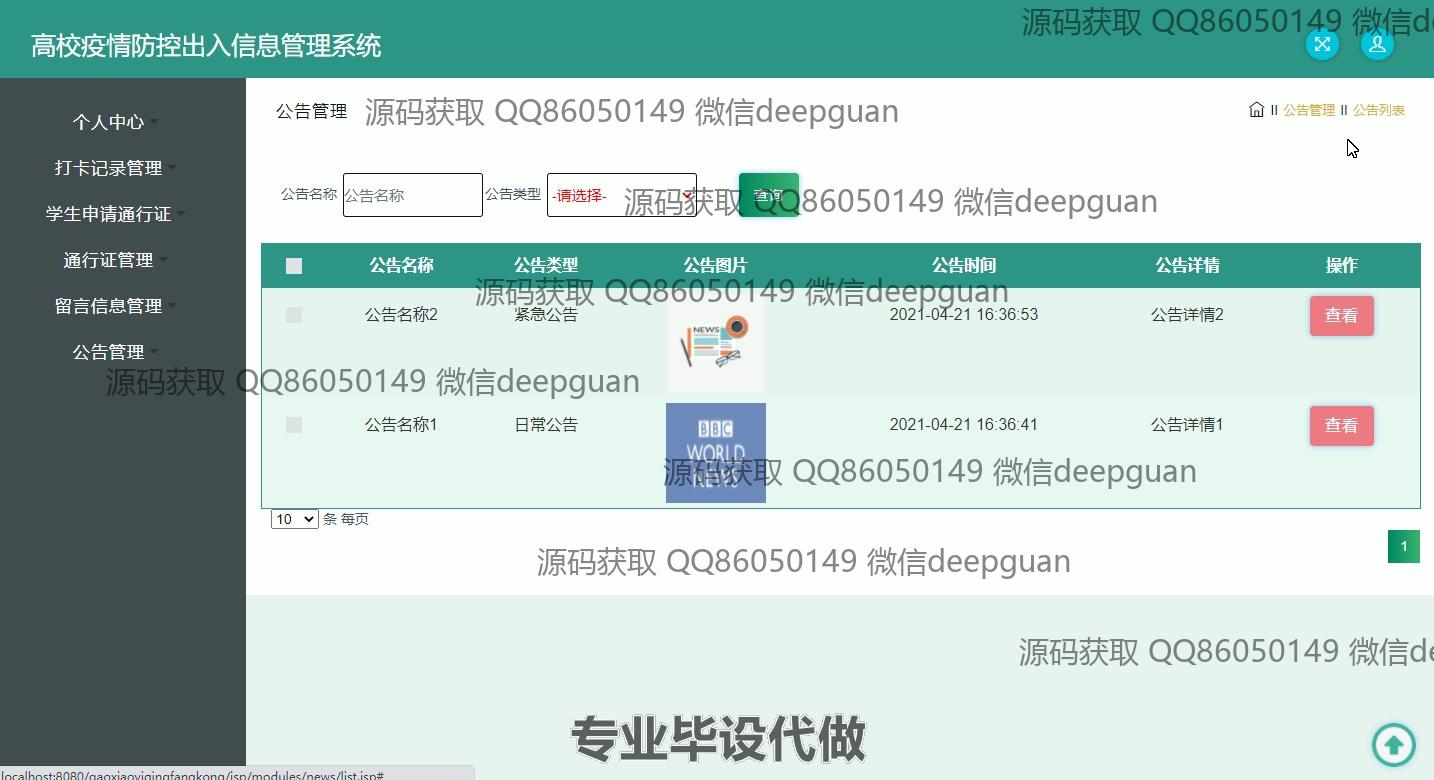 源码获取 QQ86050149 微信d
高校疫情防控出入信息管理系统
个人中心
打卡记录管理
学生申请通行证
通行证管理
留言信息管理
公告管理
公告管理 源码获取 QQ86050149 微信deepguan
公告管理 公告列表
公告名称 公告名称 公告类型 -请选择- 查询
源码获取 QQ86050149 微信deepguan
公告名称 公告类型 公告图片 公告时间 公告详情 操作
源码获取 QQ86050149 微信deepguan
公告名称2 紧急公告 2021-04-21 16:36:53 公告详情2 查看
NEWS
源码获取 QQ86050149 微信deepguan
公告名称1 日常公告 2021-04-21 16:36:41 公告详情1 查看
BBC
WORLD
NEWS
源码获取 QQ86050149 微信deepguan
10 条 每页
1
源码获取 QQ86050149 微信deepguan
源码获取 QQ86050149 微信de
专业毕设代做
localhost:8080/gaoxiaoyiqingfangkong/jsp/modules/news/list.jsp#